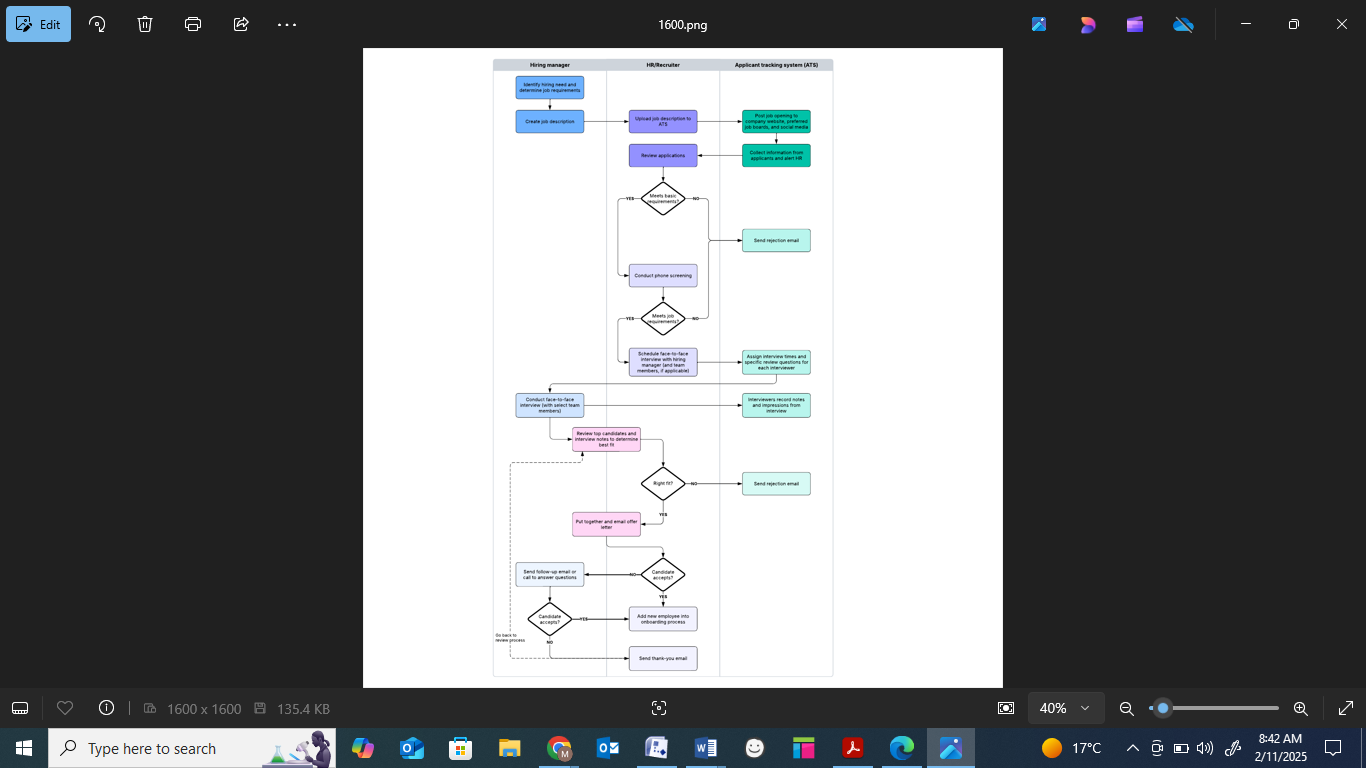 Edit
1600.png
Hiring manager
HR/Recruiter
Applicant tracking system (ATS)
Identify hiring need and
determine job requirements
Create job description
Upload job description to
ATS
Post job opening to
company website, preferred
job boards, and social media
Review applications
Collect information from
applicants and alert HR
Meets basic
requirements?
YES
NO
Send rejection email
Conduct phone screening
Meets job
requirements?
YES
NO
Schedule face-to-face
interview with hiring
manager (and team
members, if applicable)
Assign interview times and
specific review questions for
each interviewer
Conduct face-to-face
interview (with select team
members)
Interviewers record notes
and impressions from
interview
Review top candidates and
interview notes to determine
best fit
Right fit?
NO
Send rejection email
YES
Put together and email offer
letter
Send follow-up email or
call to answer questions
NO
Candidate
accepts?
YES
Candidate
accepts?
YES
Add new employee into
onboarding process
Go back to
review process
NO
Send thank-you email
1600 x 1600
135.4 KB
40%
Type here to search
17°C
8:42 AM
2/11/2025